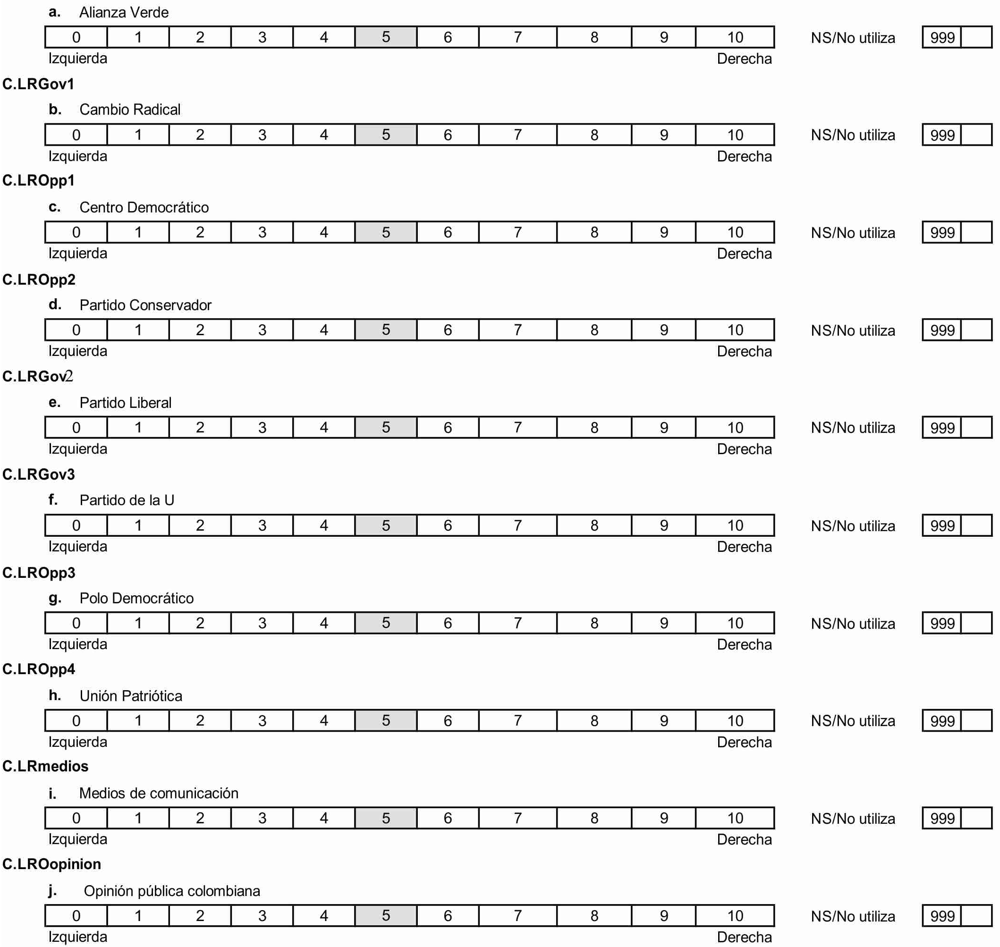 a. Alianza Verde
0 1 2 3 4 5 6 7 8 9 10 NS/No utiliza 999
Izquierda Derecha
C.LRGov1
b. Cambio Radical
0 1 2 3 4 5 6 7 8 9 10 NS/No utiliza 999
Izquierda Derecha
C.LROpp1
c. Centro Democrático
0 1 2 3 4 5 6 7 8 9 10 NS/No utiliza 999
Izquierda Derecha
C.LROpp2
d. Partido Conservador
0 1 2 3 4 5 6 7 8 9 10 NS/No utiliza 999
Izquierda Derecha
C.LRGov2
e. Partido Liberal
0 1 2 3 4 5 6 7 8 9 10 NS/No utiliza 999
Izquierda Derecha
C.LRGov3
f. Partido de la U
0 1 2 3 4 5 6 7 8 9 10 NS/No utiliza 999
Izquierda Derecha
C.LROpp3
g. Polo Democrático
0 1 2 3 4 5 6 7 8 9 10 NS/No utiliza 999
Izquierda Derecha
C.LROpp4
h. Unión Patriótica
0 1 2 3 4 5 6 7 8 9 10 NS/No utiliza 999
Izquierda Derecha
C.LRmedios
i. Medios de comunicación
0 1 2 3 4 5 6 7 8 9 10 NS/No utiliza 999
Izquierda Derecha
C.LROopinion
j. Opinión pública colombiana
0 1 2 3 4 5 6 7 8 9 10 NS/No utiliza 999
Izquierda Derecha